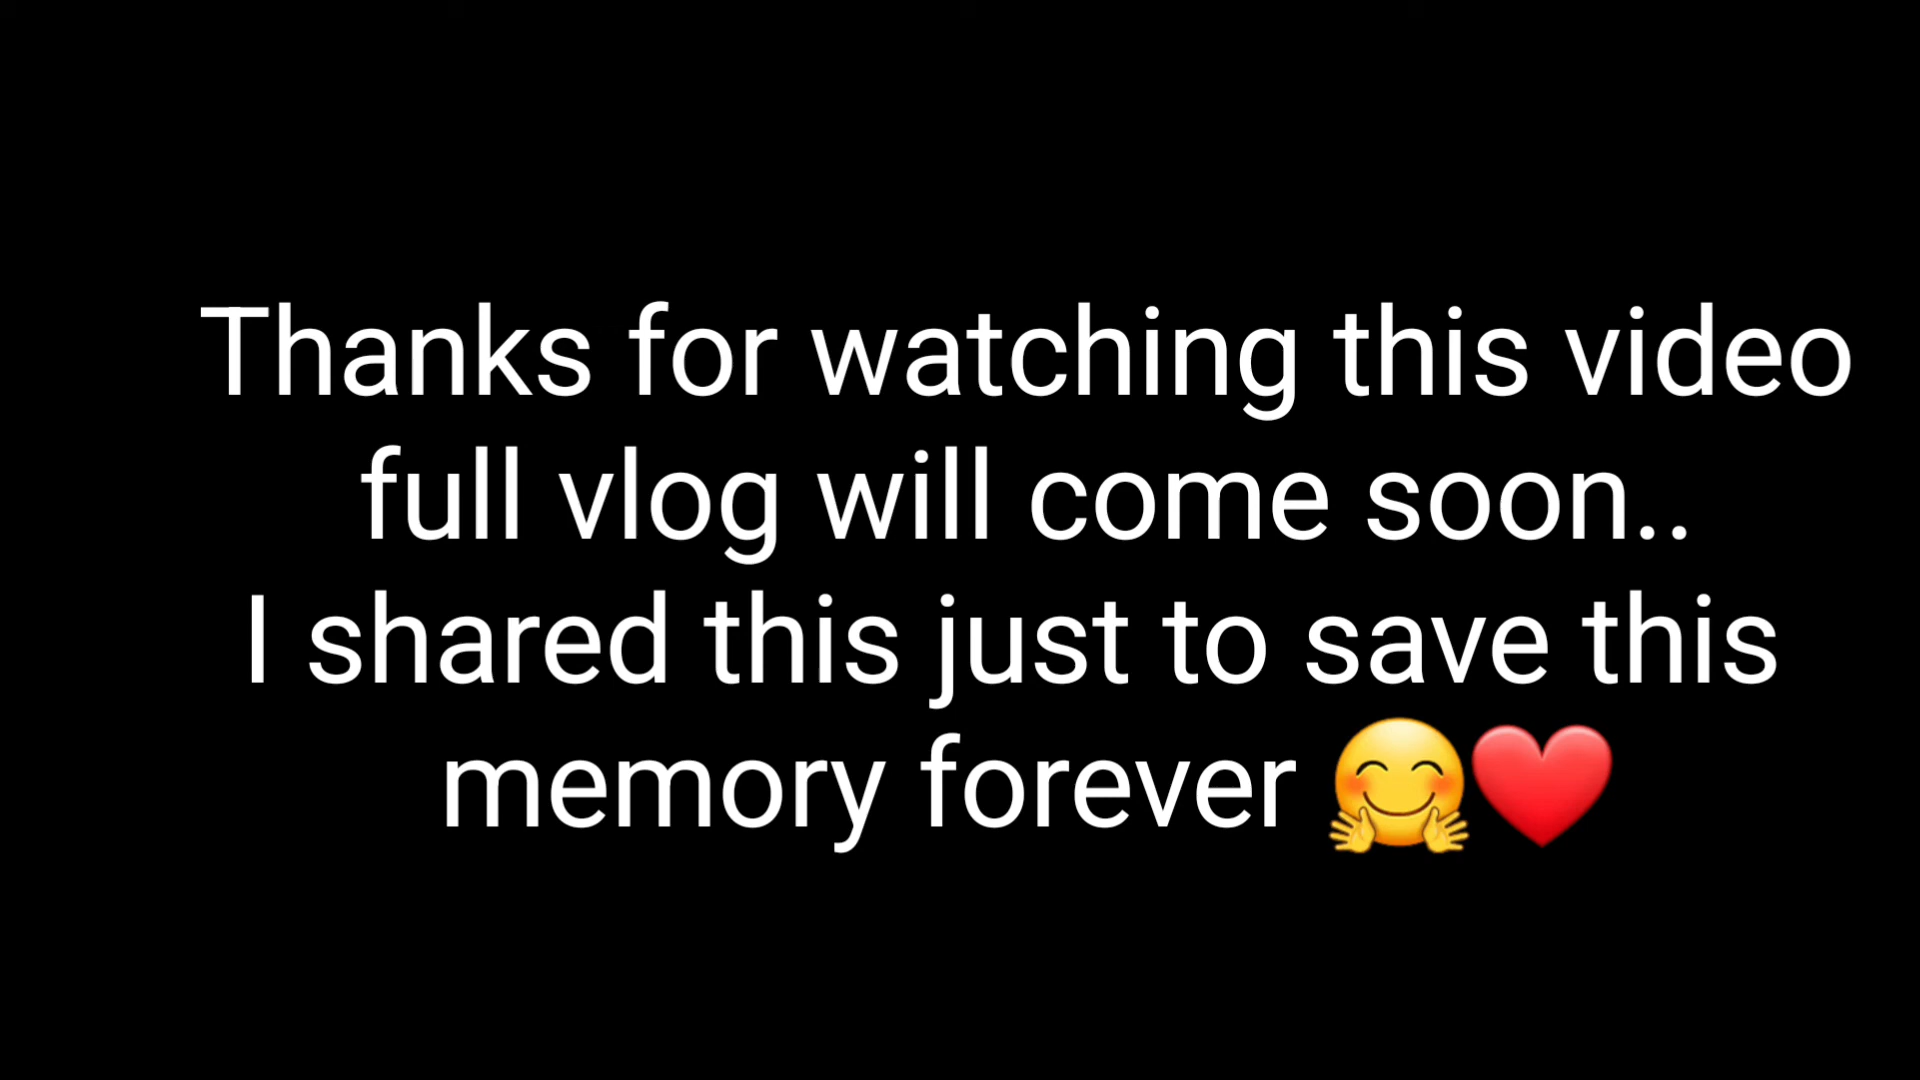 Thanks for watching this video
full vlog will come soon..
I shared this just to save this
memory forever 🤗❤️